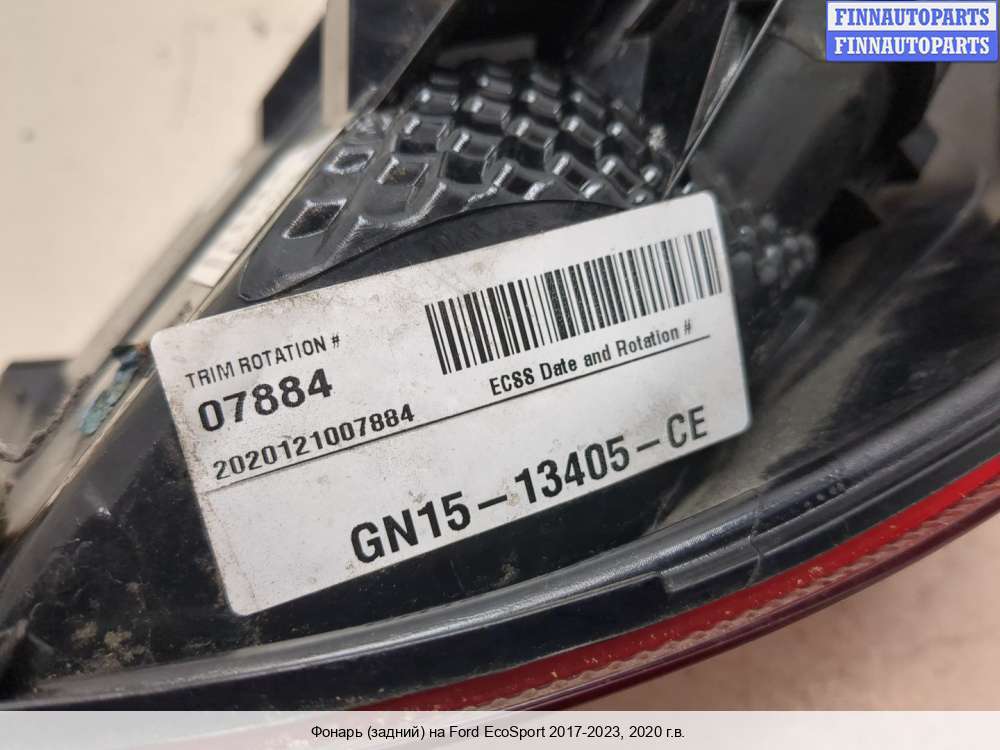 FINNAUTOPARTS
FINNAUTOPARTS
TRIM ROTATION #
07884
2020121007884
ECSS Date and Rotation #
GN15-13405-CE
Фонарь (задний) на Ford EcoSport 2017-2023, 2020 г.в.